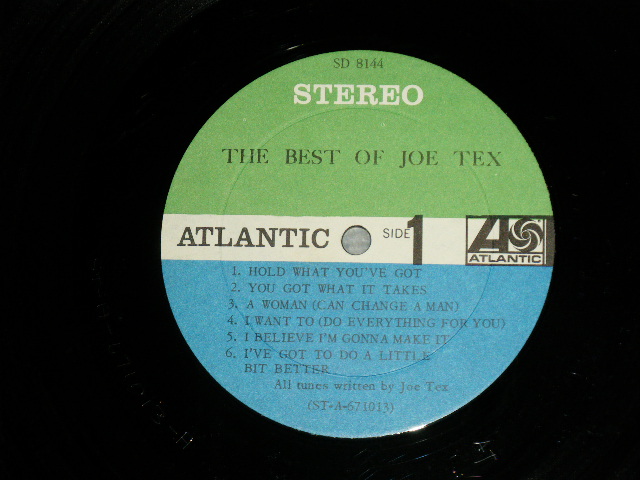 SD 8144
STEREO
THE BEST OF JOE TEX
ATLANTIC SIDE 1
ATLANTIC
1. HOLD WHAT YOU'VE GOT
2. YOU GOT WHAT IT TAKES
3. A WOMAN (CAN CHANGE A MAN)
4. I WANT TO (DO EVERYTHING FOR YOU)
5. I BELIEVE I'M GONNA MAKE IT
6. I'VE GOT TO DO A LITTLE
BIT BETTER
All tunes written by Joe Tex
(ST-A-671013)